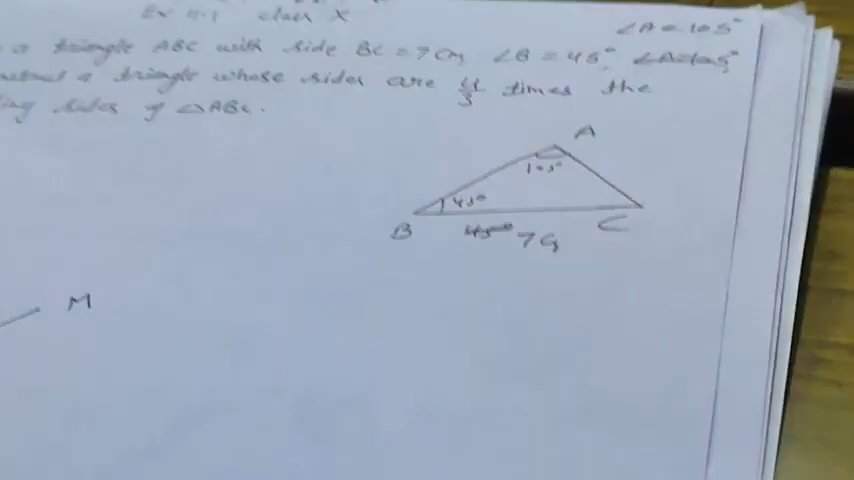 Ex 11.1 class X
∠A = 105°
a triangle ABC with side BC = 7 Cm, ∠B = 45°, ∠A = 105°
a triangle whose sides are 4/3 times the
sides of △ABC.
A
105°
45°
B
C
7 Cm
M